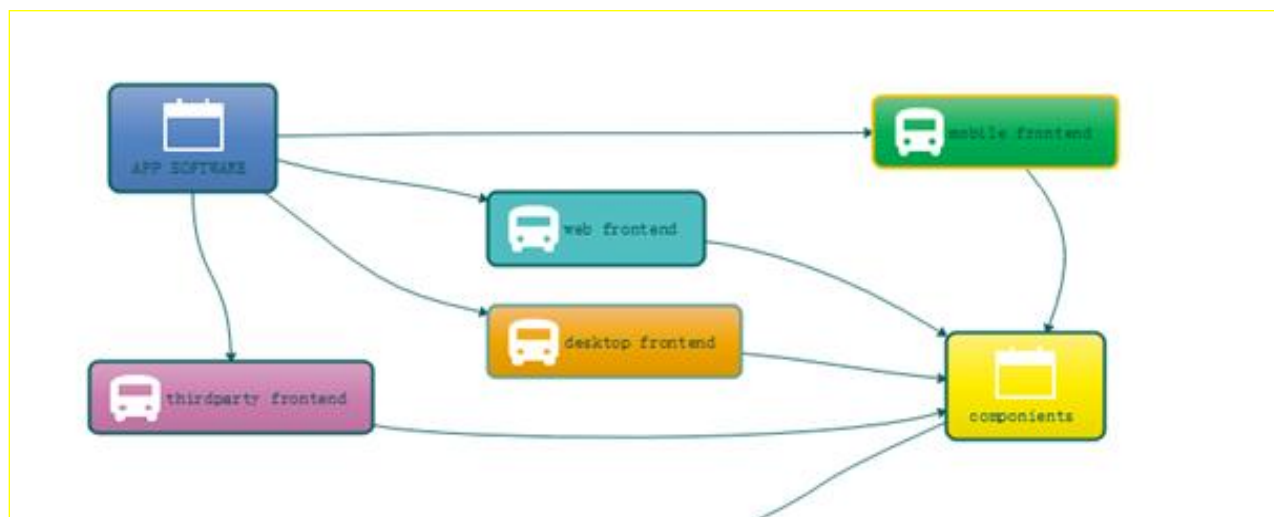 APP SOFTWARE
mobile frontend
web frontend
desktop frontend
thirdparty frontend
componients